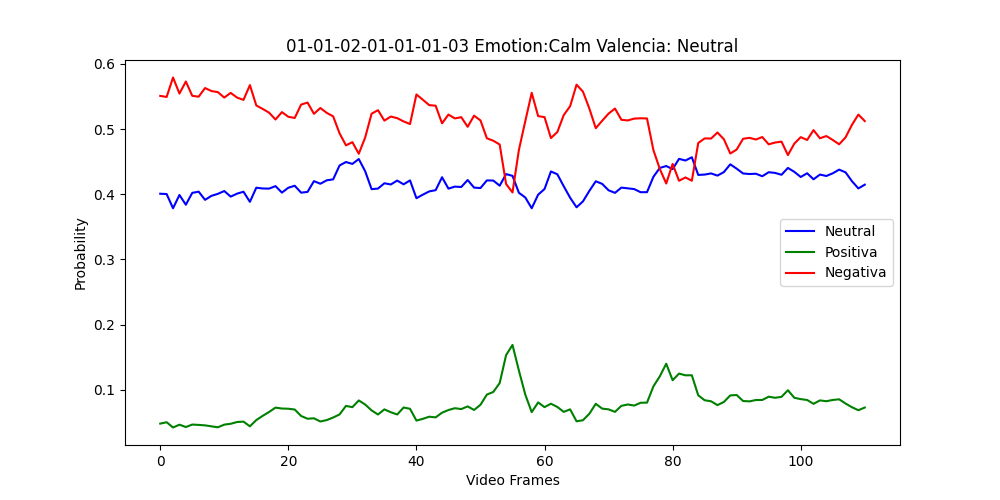 01-01-02-01-01-01-03 Emotion:Calm Valencia: Neutral
0.6
0.5
0.4
0.3
0.2
0.1
Probability
Neutral
Positiva
Negativa
0 20 40 60 80 100
Video Frames